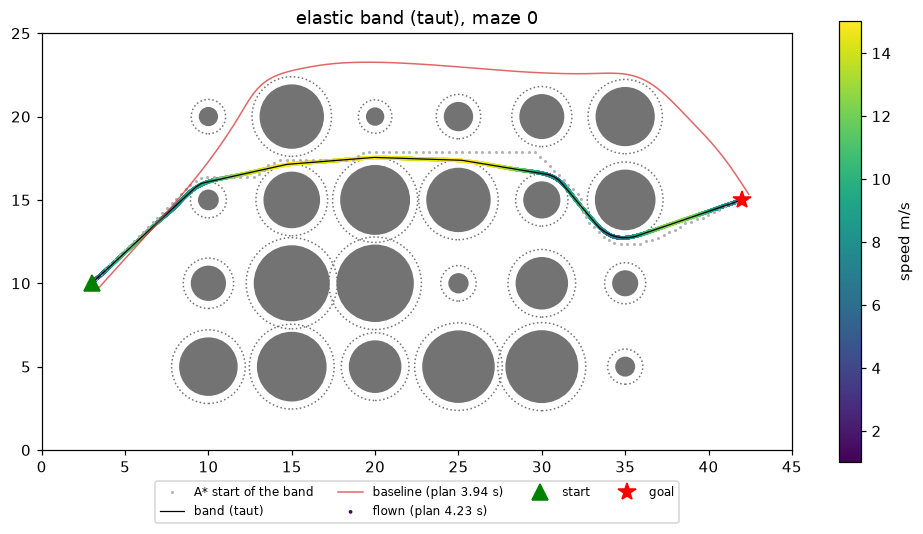 elastic band (taut), maze 0
25
20
15
10
5
0
0 5 10 15 20 25 30 35 40 45
14
12
10
8
6
4
2
speed m/s
A* start of the band
band (taut)
baseline (plan 3.94 s)
flown (plan 4.23 s)
start
goal